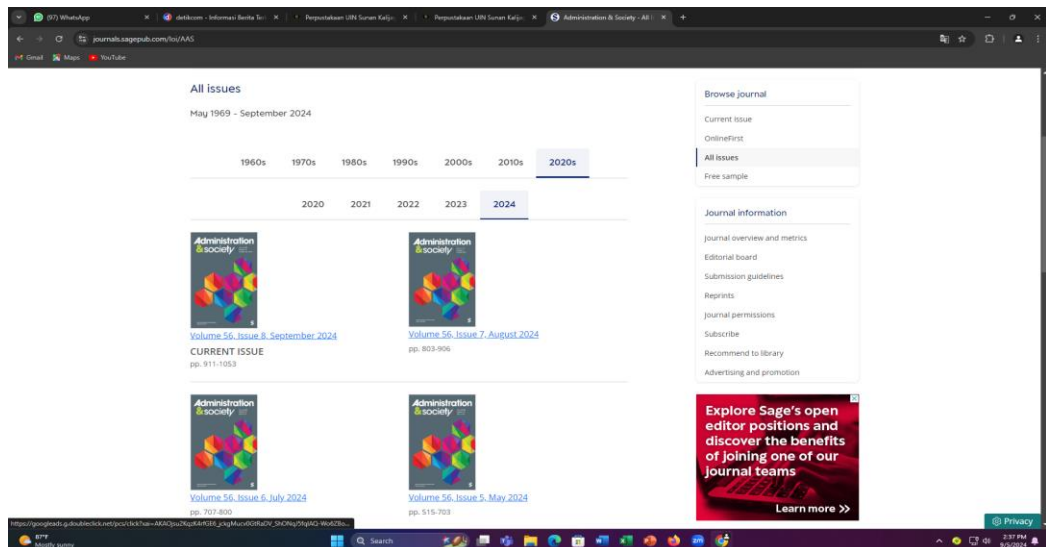 (97) WhatsApp
detikcom - Informasi Berita Ter
Perpustakaan UIN Sunan Kalija
Perpustakaan UIN Sunan Kalija
Administration & Society - All I
journals.sagepub.com/loi/AAS
Gmail
Maps
YouTube
All issues
May 1969 - September 2024
1960s 1970s 1980s 1990s 2000s 2010s 2020s
2020 2021 2022 2023 2024
Administration & society
Volume 56, Issue 8, September 2024
CURRENT ISSUE
pp. 911-1053
Administration & society
Volume 56, Issue 7, August 2024
pp. 803-906
Administration & society
Volume 56, Issue 6, July 2024
pp. 707-800
Administration & society
Volume 56, Issue 5, May 2024
pp. 515-703
Browse journal
Current Issue
OnlineFirst
All issues
Free sample
Journal information
Journal overview and metrics
Editorial board
Submission guidelines
Reprints
Journal permissions
Subscribe
Recommend to library
Advertising and promotion
Explore Sage's open
editor positions and
discover the benefits
of joining one of our
journal teams
Learn more >>
Privacy
87°F
Mostly sunny
Search
2:37 PM
9/5/2024